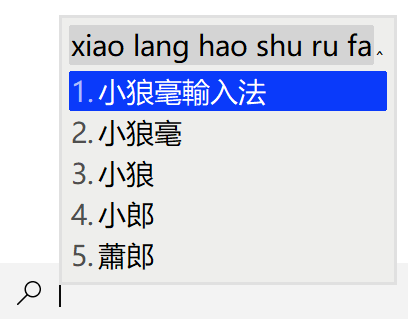 xiao lang hao shu ru fa‸
1. 小狼毫輸入法
2. 小狼毫
3. 小狼
4. 小郎
5. 蕭郎